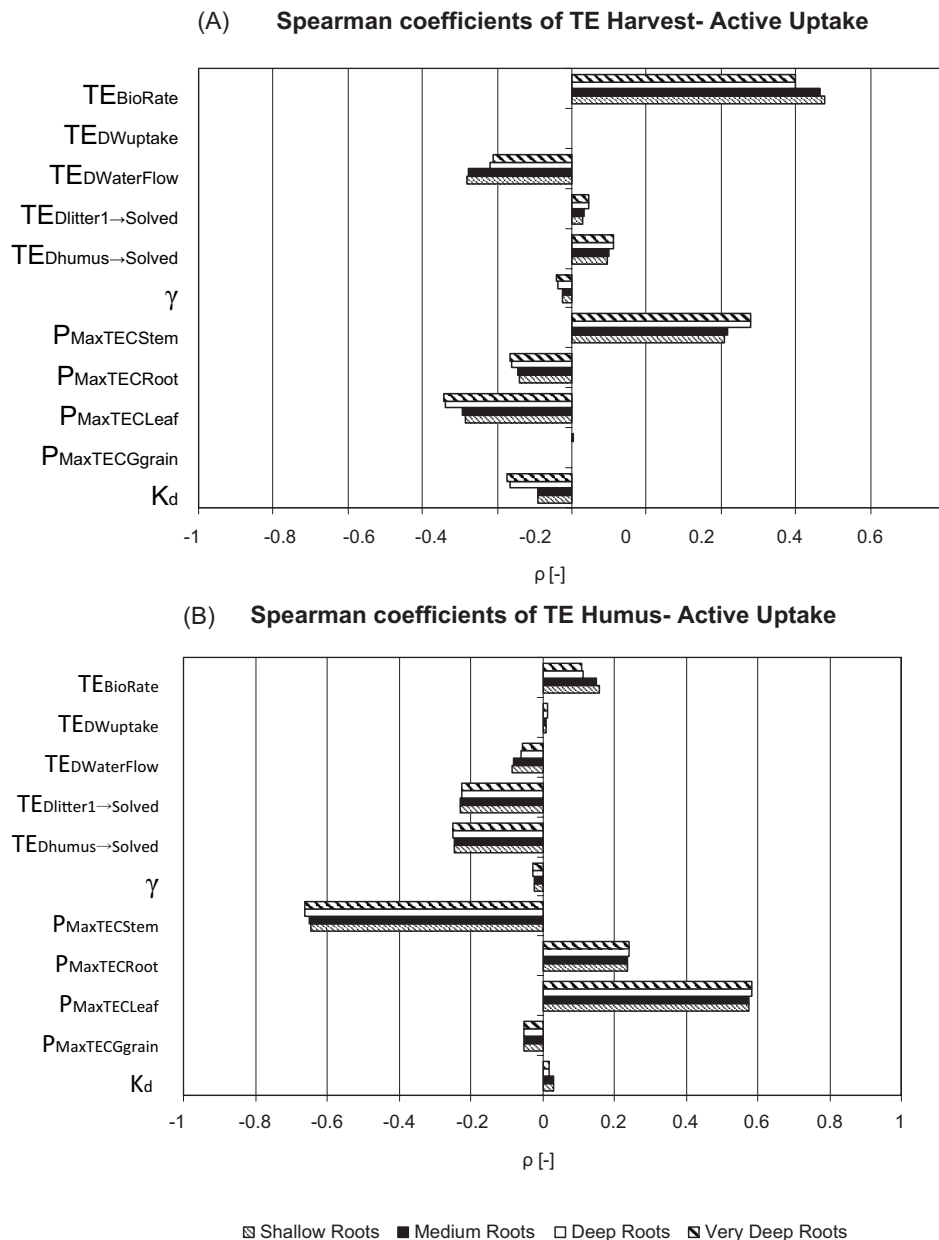 (A) Spearman coefficients of TE Harvest- Active Uptake
TEBioRate
TEDWuptake
TEDWaterFlow
TEDlitter1→Solved
TEDhumus→Solved
γ
PMaxTECStem
PMaxTECRoot
PMaxTECLeaf
PMaxTECGgrain
Kd
-1 -0.8 -0.6 -0.4 -0.2 0 0.2 0.4 0.6
ρ [-]
(B) Spearman coefficients of TE Humus- Active Uptake
TEBioRate
TEDWuptake
TEDWaterFlow
TEDlitter1→Solved
TEDhumus→Solved
γ
PMaxTECStem
PMaxTECRoot
PMaxTECLeaf
PMaxTECGgrain
Kd
-1 -0.8 -0.6 -0.4 -0.2 0 0.2 0.4 0.6 0.8 1
ρ [-]
Shallow Roots Medium Roots Deep Roots Very Deep Roots